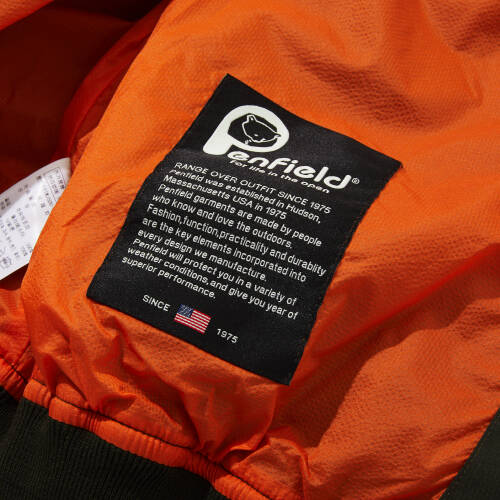 Penfield®
For life in the open
RANGE OVER OUTFIT SINCE 1975
Penfield was established in Hudson,
Massachusetts USA in 1975
Penfield garments are made by people
who know and love the outdoors.
Fashion,function,practicality and durability
are the key elements incorporated into
every design we manufacture.
Penfield will protect you in a variety of
weather conditions,and give you year of
superior performance.
SINCE 1975